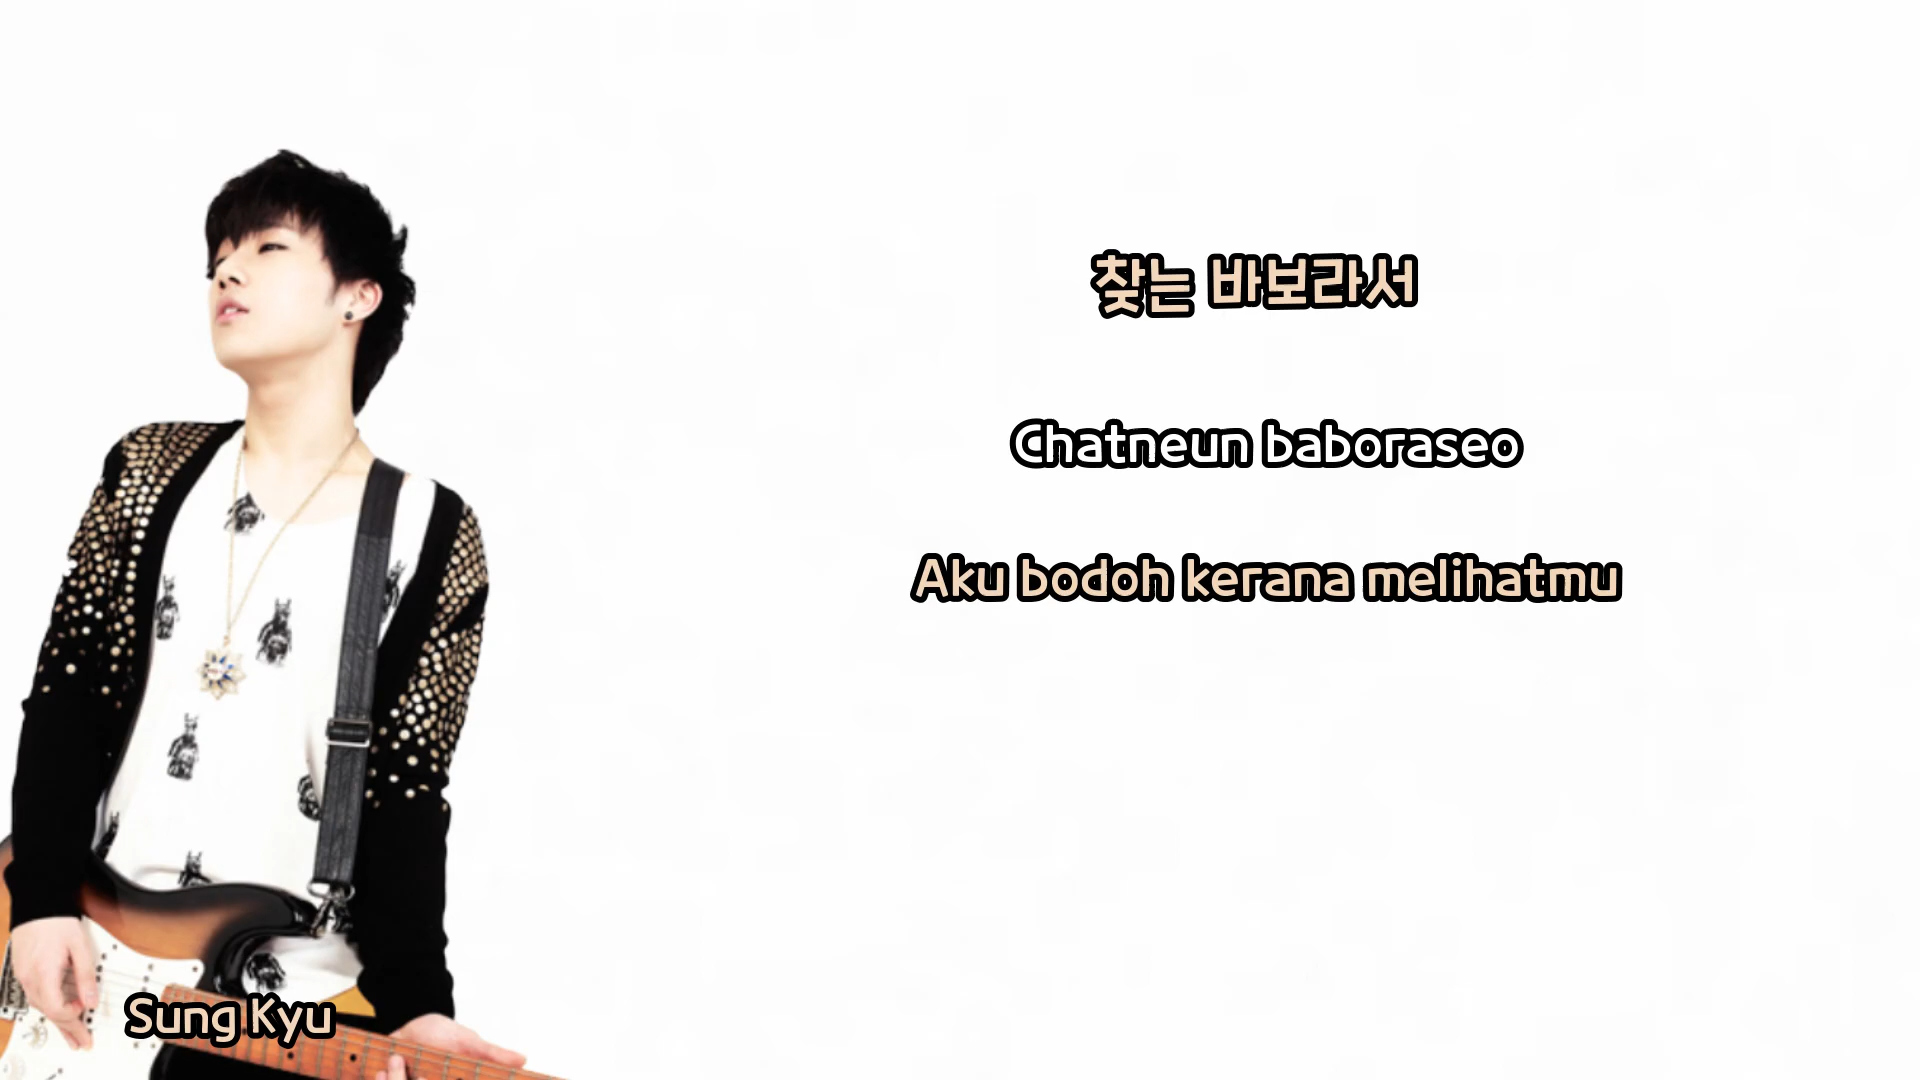 찾는 바보라서
Chatneun baboraseo
Aku bodoh kerana melihatmu
Sung Kyu